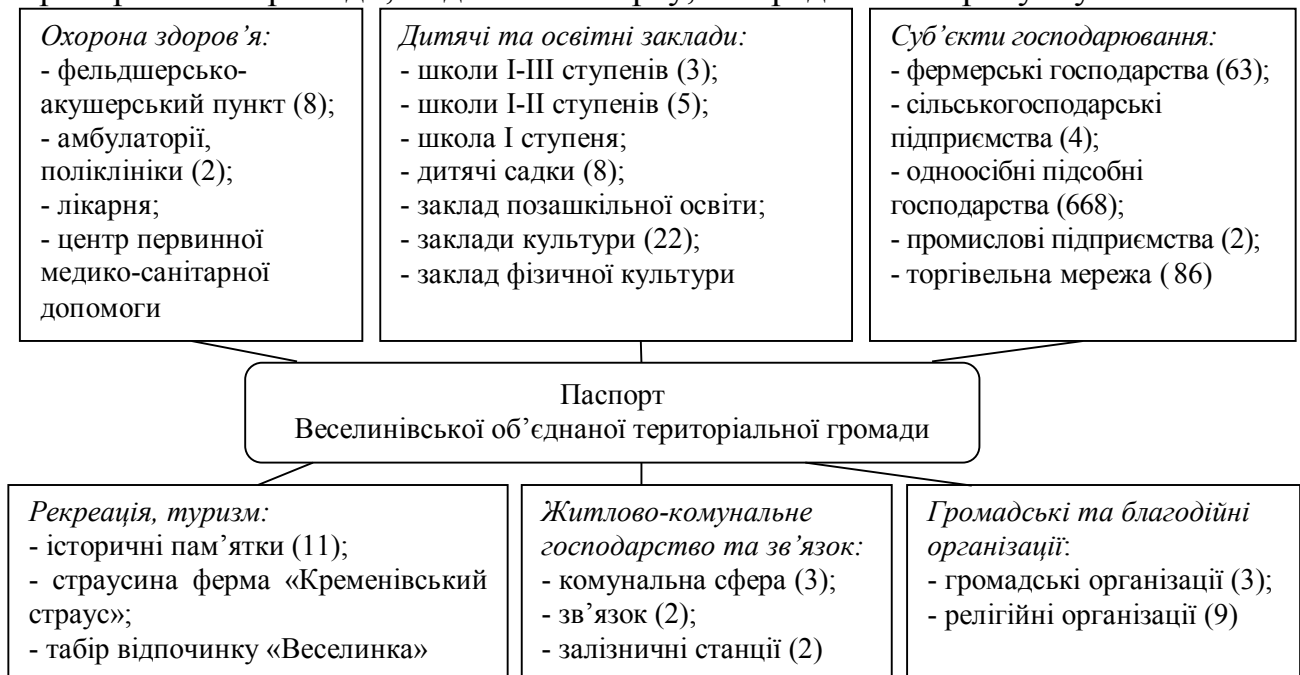 Охорона здоров’я:
- фельдшерсько-
акушерський пункт (8);
- амбулаторії,
поліклініки (2);
- лікарня;
- центр первинної
медико-санітарної
допомоги
Дитячі та освітні заклади:
- школи І-ІІІ ступенів (3);
- школи І-ІІ ступенів (5);
- школа І ступеня;
- дитячі садки (8);
- заклад позашкільної освіти;
- заклади культури (22);
- заклад фізичної культури
Суб’єкти господарювання:
- фермерські господарства (63);
- сільськогосподарські
підприємства (4);
- одноосібні підсобні
господарства (668);
- промислові підприємства (2);
- торгівельна мережа (86)
Паспорт
Веселинівської об’єднаної територіальної громади
Рекреація, туризм:
- історичні пам’ятки (11);
- страусина ферма «Кременівський
страус»;
- табір відпочинку «Веселинка»
Житлово-комунальне
господарство та зв’язок:
- комунальна сфера (3);
- зв’язок (2);
- залізничні станції (2)
Громадські та благодійні
організації:
- громадські організації (3);
- релігійні організації (9)